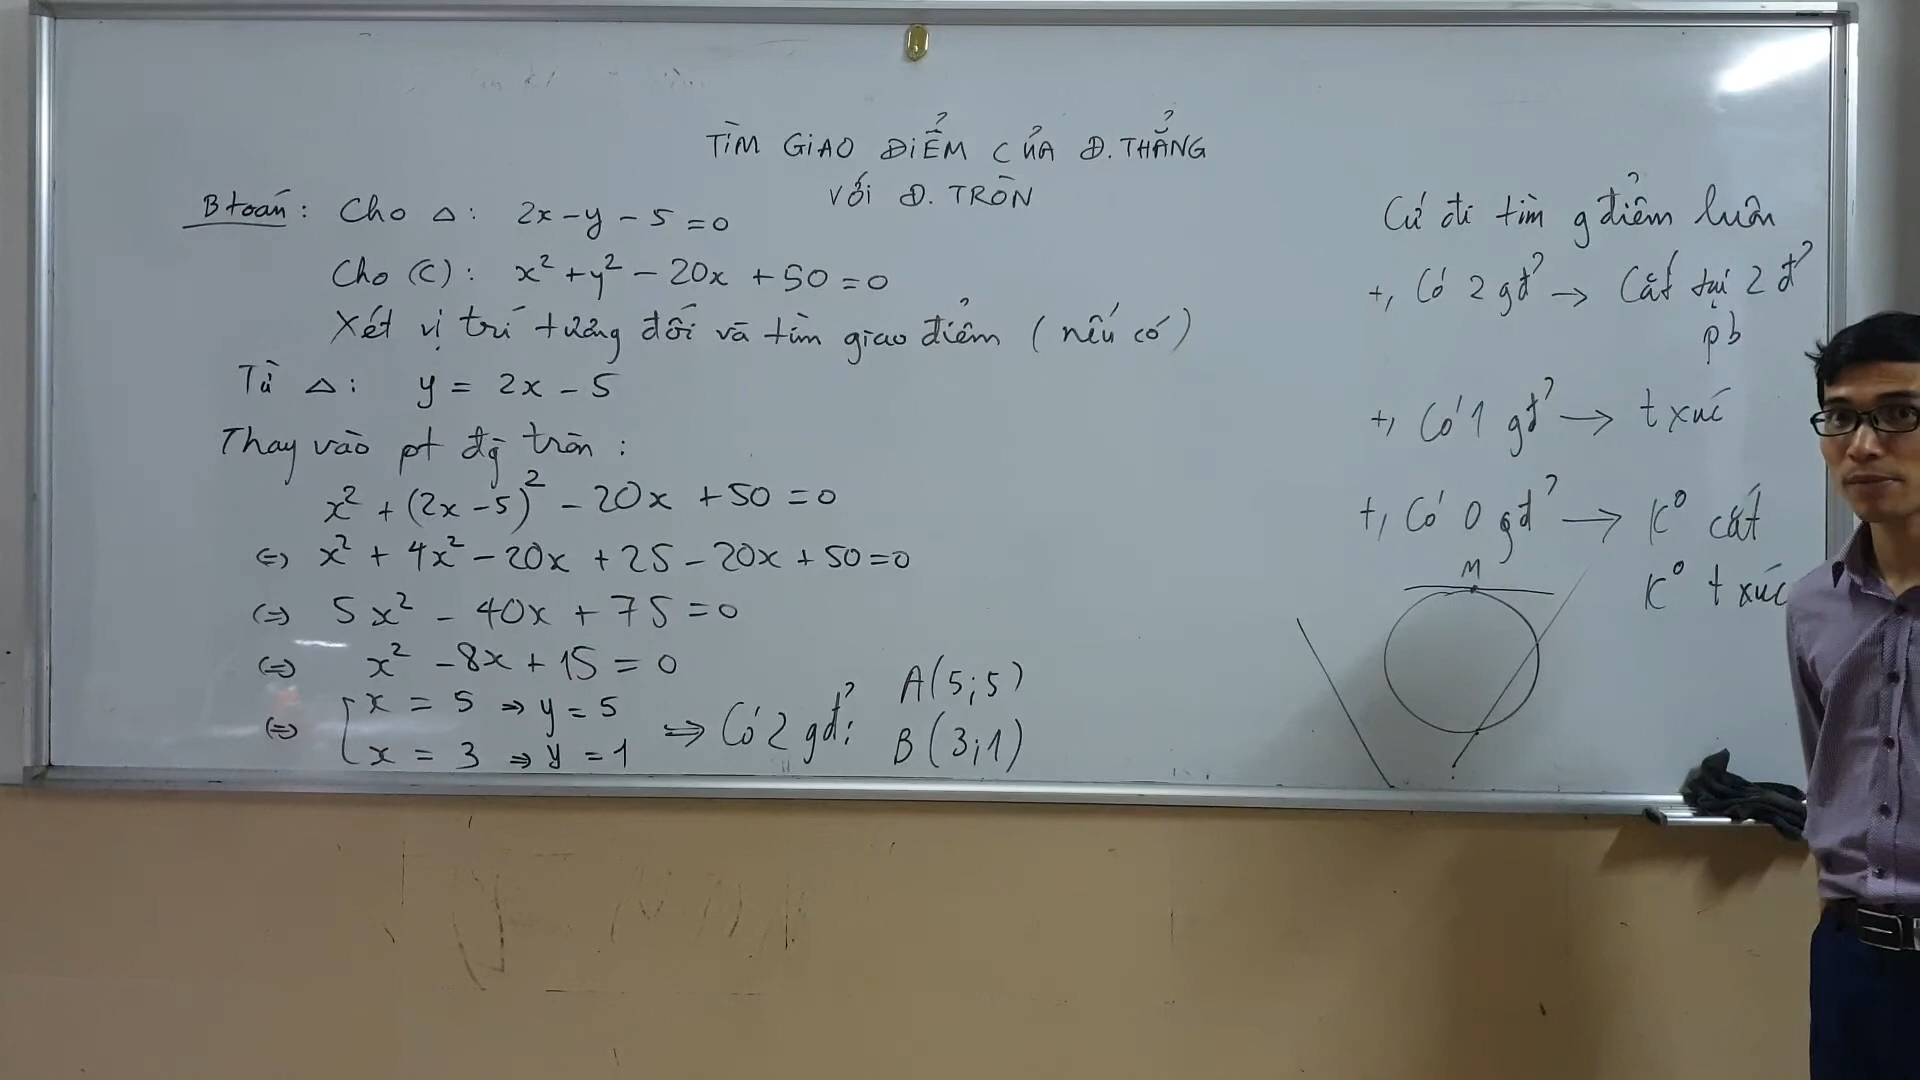 TÌM GIAO ĐIỂM CỦA Đ.THẲNG
VỚI Đ. TRÒN
B toán: Cho Δ: 2x - y - 5 = 0
Cho (C): x² + y² - 20x + 50 = 0
Xét vị trí tương đối và tìm giao điểm (nếu có)
Từ Δ: y = 2x - 5
Thay vào pt đg tròn:
x² + (2x - 5)² - 20x + 50 = 0
⇔ x² + 4x² - 20x + 25 - 20x + 50 = 0
⇔ 5x² - 40x + 75 = 0
⇔ x² - 8x + 15 = 0
⇔ [ x = 5 ⇒ y = 5
x = 3 ⇒ y = 1
⇒ Có 2 gđ̉:
A(5;5)
B(3;1)
Cứ đi tìm g điểm luôn
+, Có 2 gđ̉ → Cắt tại 2 đ̉
pb
+, Có 1 gđ̉ → t xúc
+, Có 0 gđ̉ → K⁰ cắt
K⁰ t xúc
M